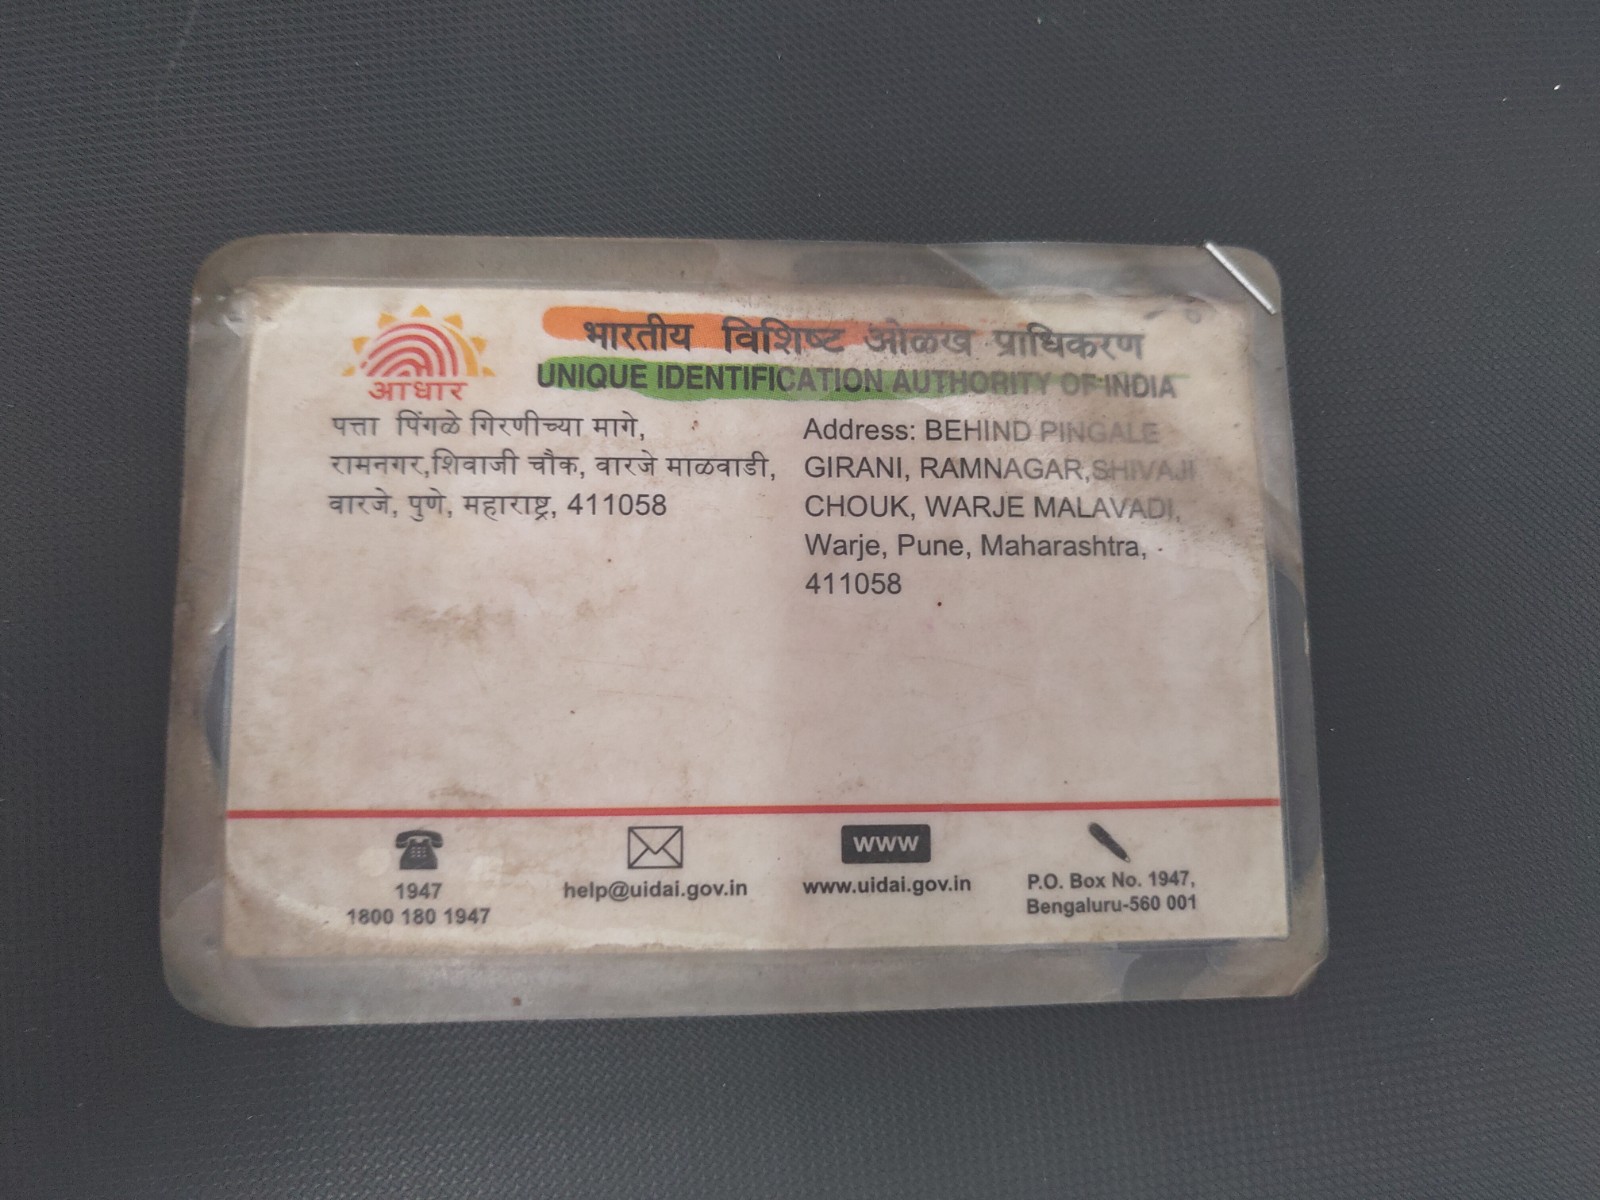 भारतीय विशिष्ट ओळख प्राधिकरण
UNIQUE IDENTIFICATION AUTHORITY OF INDIA
आधार
पत्ता पिंगळे गिरणीच्या मागे,
रामनगर,शिवाजी चौक, वारजे माळवाडी,
वारजे, पुणे, महाराष्ट्र, 411058
Address: BEHIND PINGALE
GIRANI, RAMNAGAR,SHIVAJI
CHOUK, WARJE MALAVADI,
Warje, Pune, Maharashtra,
411058
1947
1800 180 1947
help@uidai.gov.in
www
www.uidai.gov.in
P.O. Box No. 1947,
Bengaluru-560 001